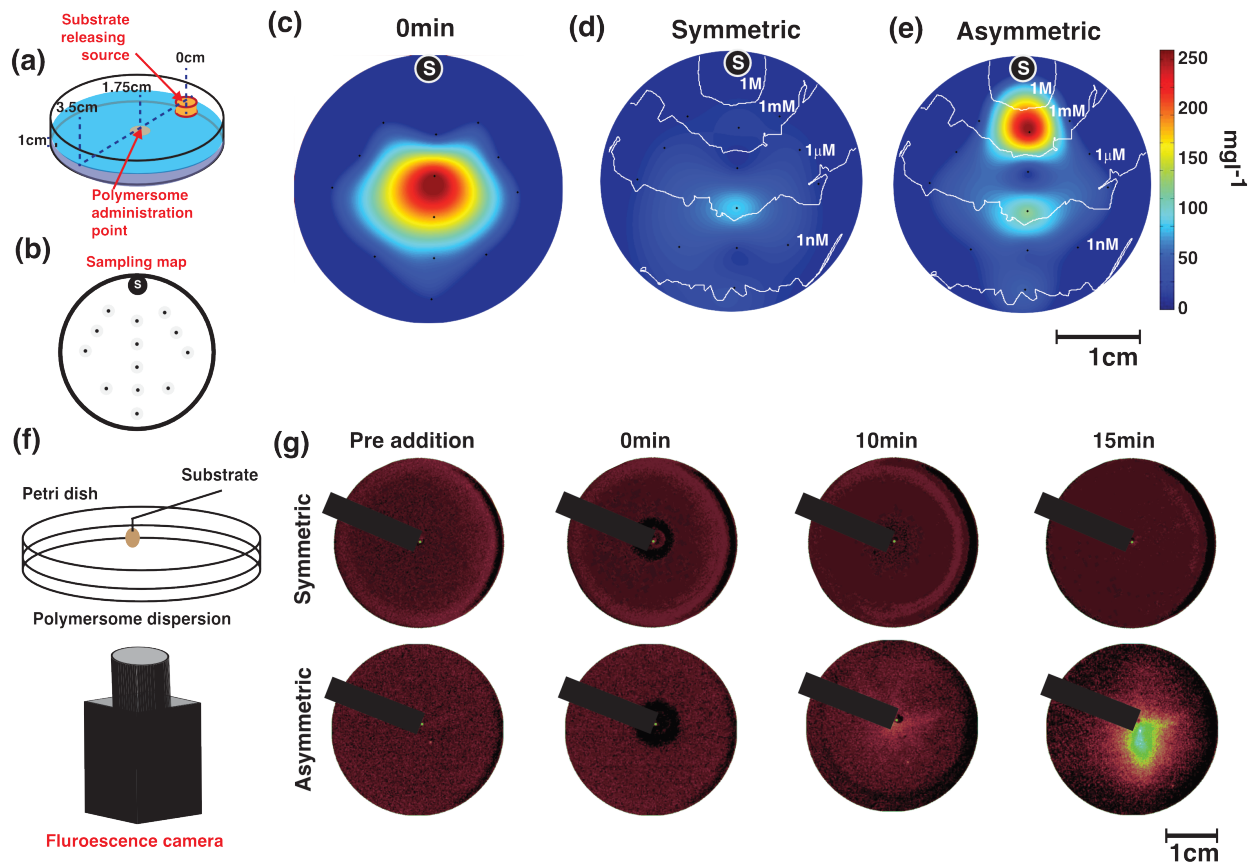 (a)
Substrate
releasing
source
0cm
1.75cm
3.5cm
1cm
Polymersome
administration
point
(b)
Sampling map
S
(c)
0min
S
(d)
Symmetric
S
1M
1mM
1μM
1nM
(e)
Asymmetric
S
1M
1mM
1μM
1nM
250
200
150
100
50
0
mgl-1
1cm
(f)
Substrate
Petri dish
Polymersome dispersion
Fluroescence camera
(g)
Pre addition
0min
10min
15min
Symmetric
Asymmetric
1cm